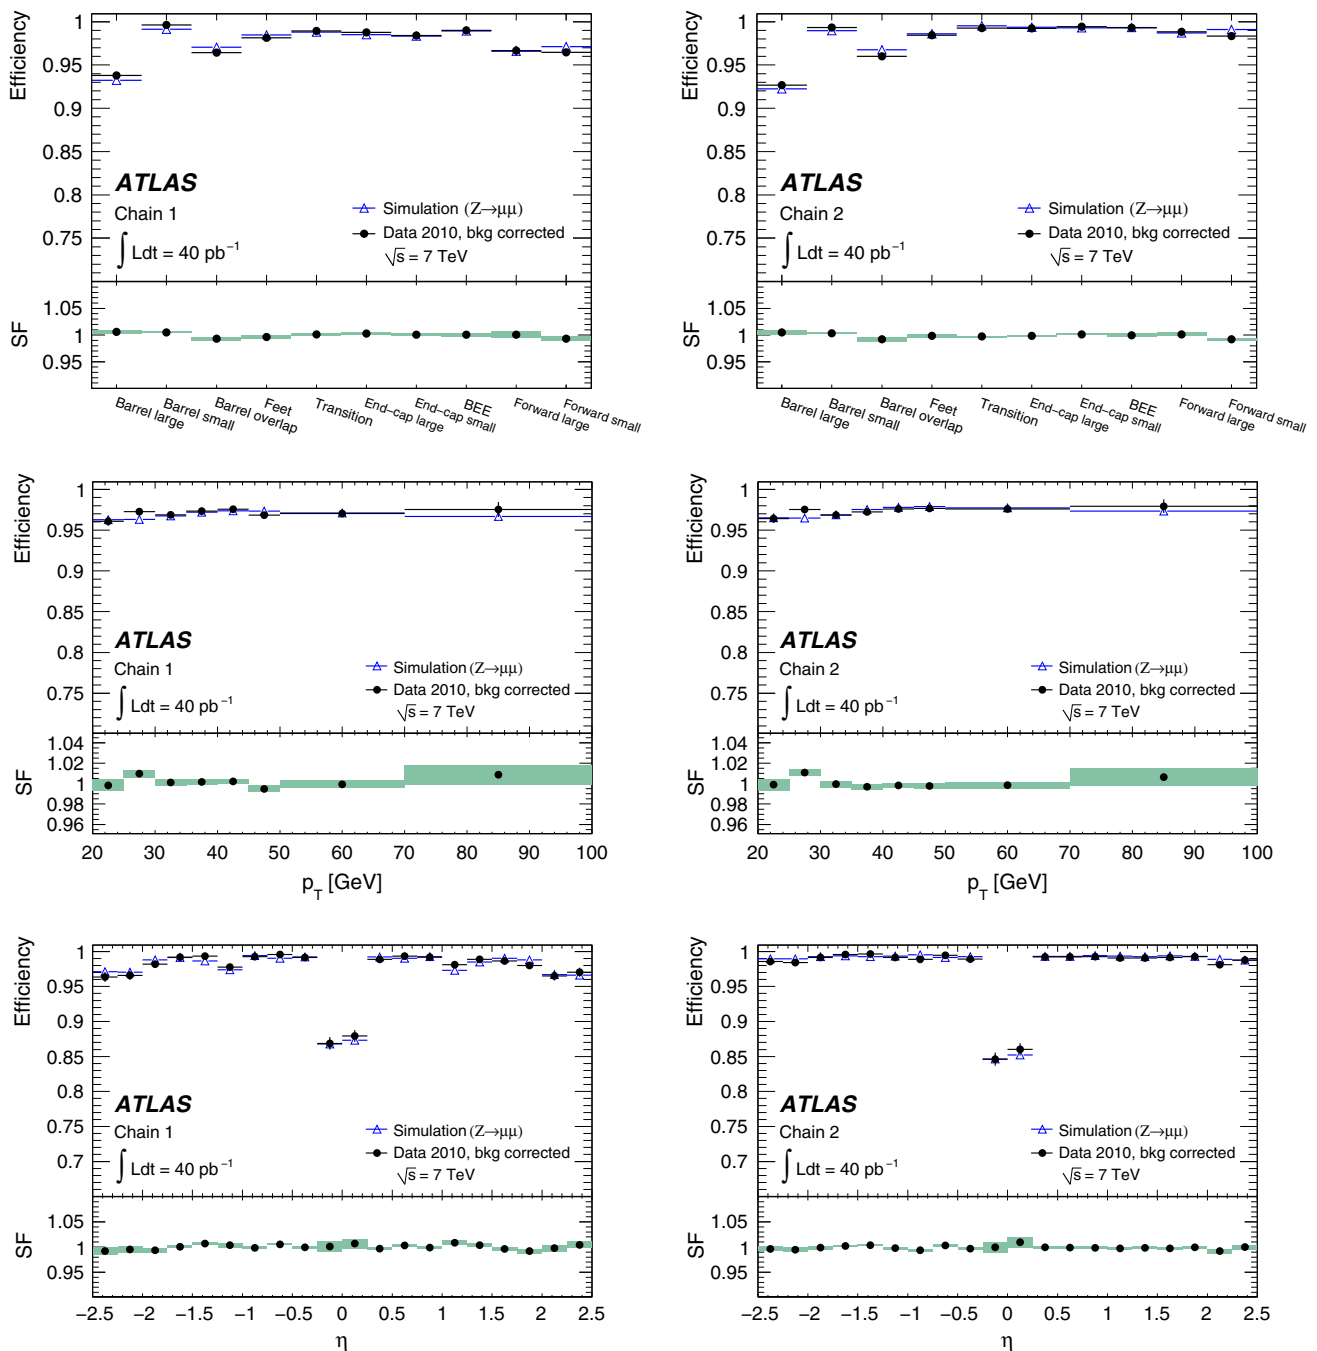 Efficiency
1
0.95
0.9
0.85
0.8
0.75
ATLAS
Chain 1
∫ Ldt = 40 pb⁻¹
Simulation (Z→μμ)
Data 2010, bkg corrected
√s = 7 TeV
SF
1.05
1
0.95
Barrel large
Barrel small
Barrel overlap
Feet
Transition
End−cap large
End−cap small
BEE
Forward large
Forward small
Efficiency
1
0.95
0.9
0.85
0.8
0.75
ATLAS
Chain 2
∫ Ldt = 40 pb⁻¹
Simulation (Z→μμ)
Data 2010, bkg corrected
√s = 7 TeV
SF
1.05
1
0.95
Barrel large
Barrel small
Barrel overlap
Feet
Transition
End−cap large
End−cap small
BEE
Forward large
Forward small
Efficiency
1
0.95
0.9
0.85
0.8
0.75
ATLAS
Chain 1
∫ Ldt = 40 pb⁻¹
Simulation (Z→μμ)
Data 2010, bkg corrected
√s = 7 TeV
SF
1.04
1.02
1
0.98
0.96
20 30 40 50 60 70 80 90 100
p_T [GeV]
Efficiency
1
0.95
0.9
0.85
0.8
0.75
ATLAS
Chain 2
∫ Ldt = 40 pb⁻¹
Simulation (Z→μμ)
Data 2010, bkg corrected
√s = 7 TeV
SF
1.04
1.02
1
0.98
0.96
20 30 40 50 60 70 80 90 100
p_T [GeV]
Efficiency
1
0.95
0.9
0.85
0.8
0.75
0.7
ATLAS
Chain 1
∫ Ldt = 40 pb⁻¹
Simulation (Z→μμ)
Data 2010, bkg corrected
√s = 7 TeV
SF
1.05
1
0.95
−2.5 −2 −1.5 −1 −0.5 0 0.5 1 1.5 2 2.5
η
Efficiency
1
0.95
0.9
0.85
0.8
0.75
0.7
ATLAS
Chain 2
∫ Ldt = 40 pb⁻¹
Simulation (Z→μμ)
Data 2010, bkg corrected
√s = 7 TeV
SF
1.05
1
0.95
−2.5 −2 −1.5 −1 −0.5 0 0.5 1 1.5 2 2.5
η